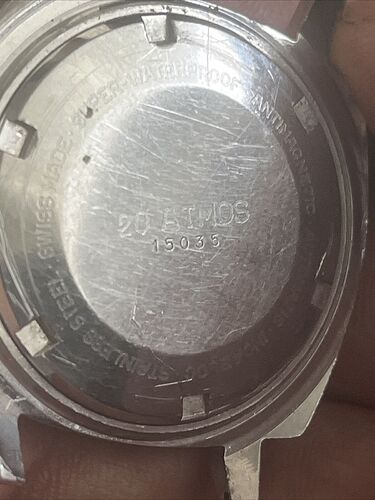 SWISS MADE · SUPER-WATERPROOF · ANTIMAGNETIC
STAINLESS STEEL
20 ATMOS
15035